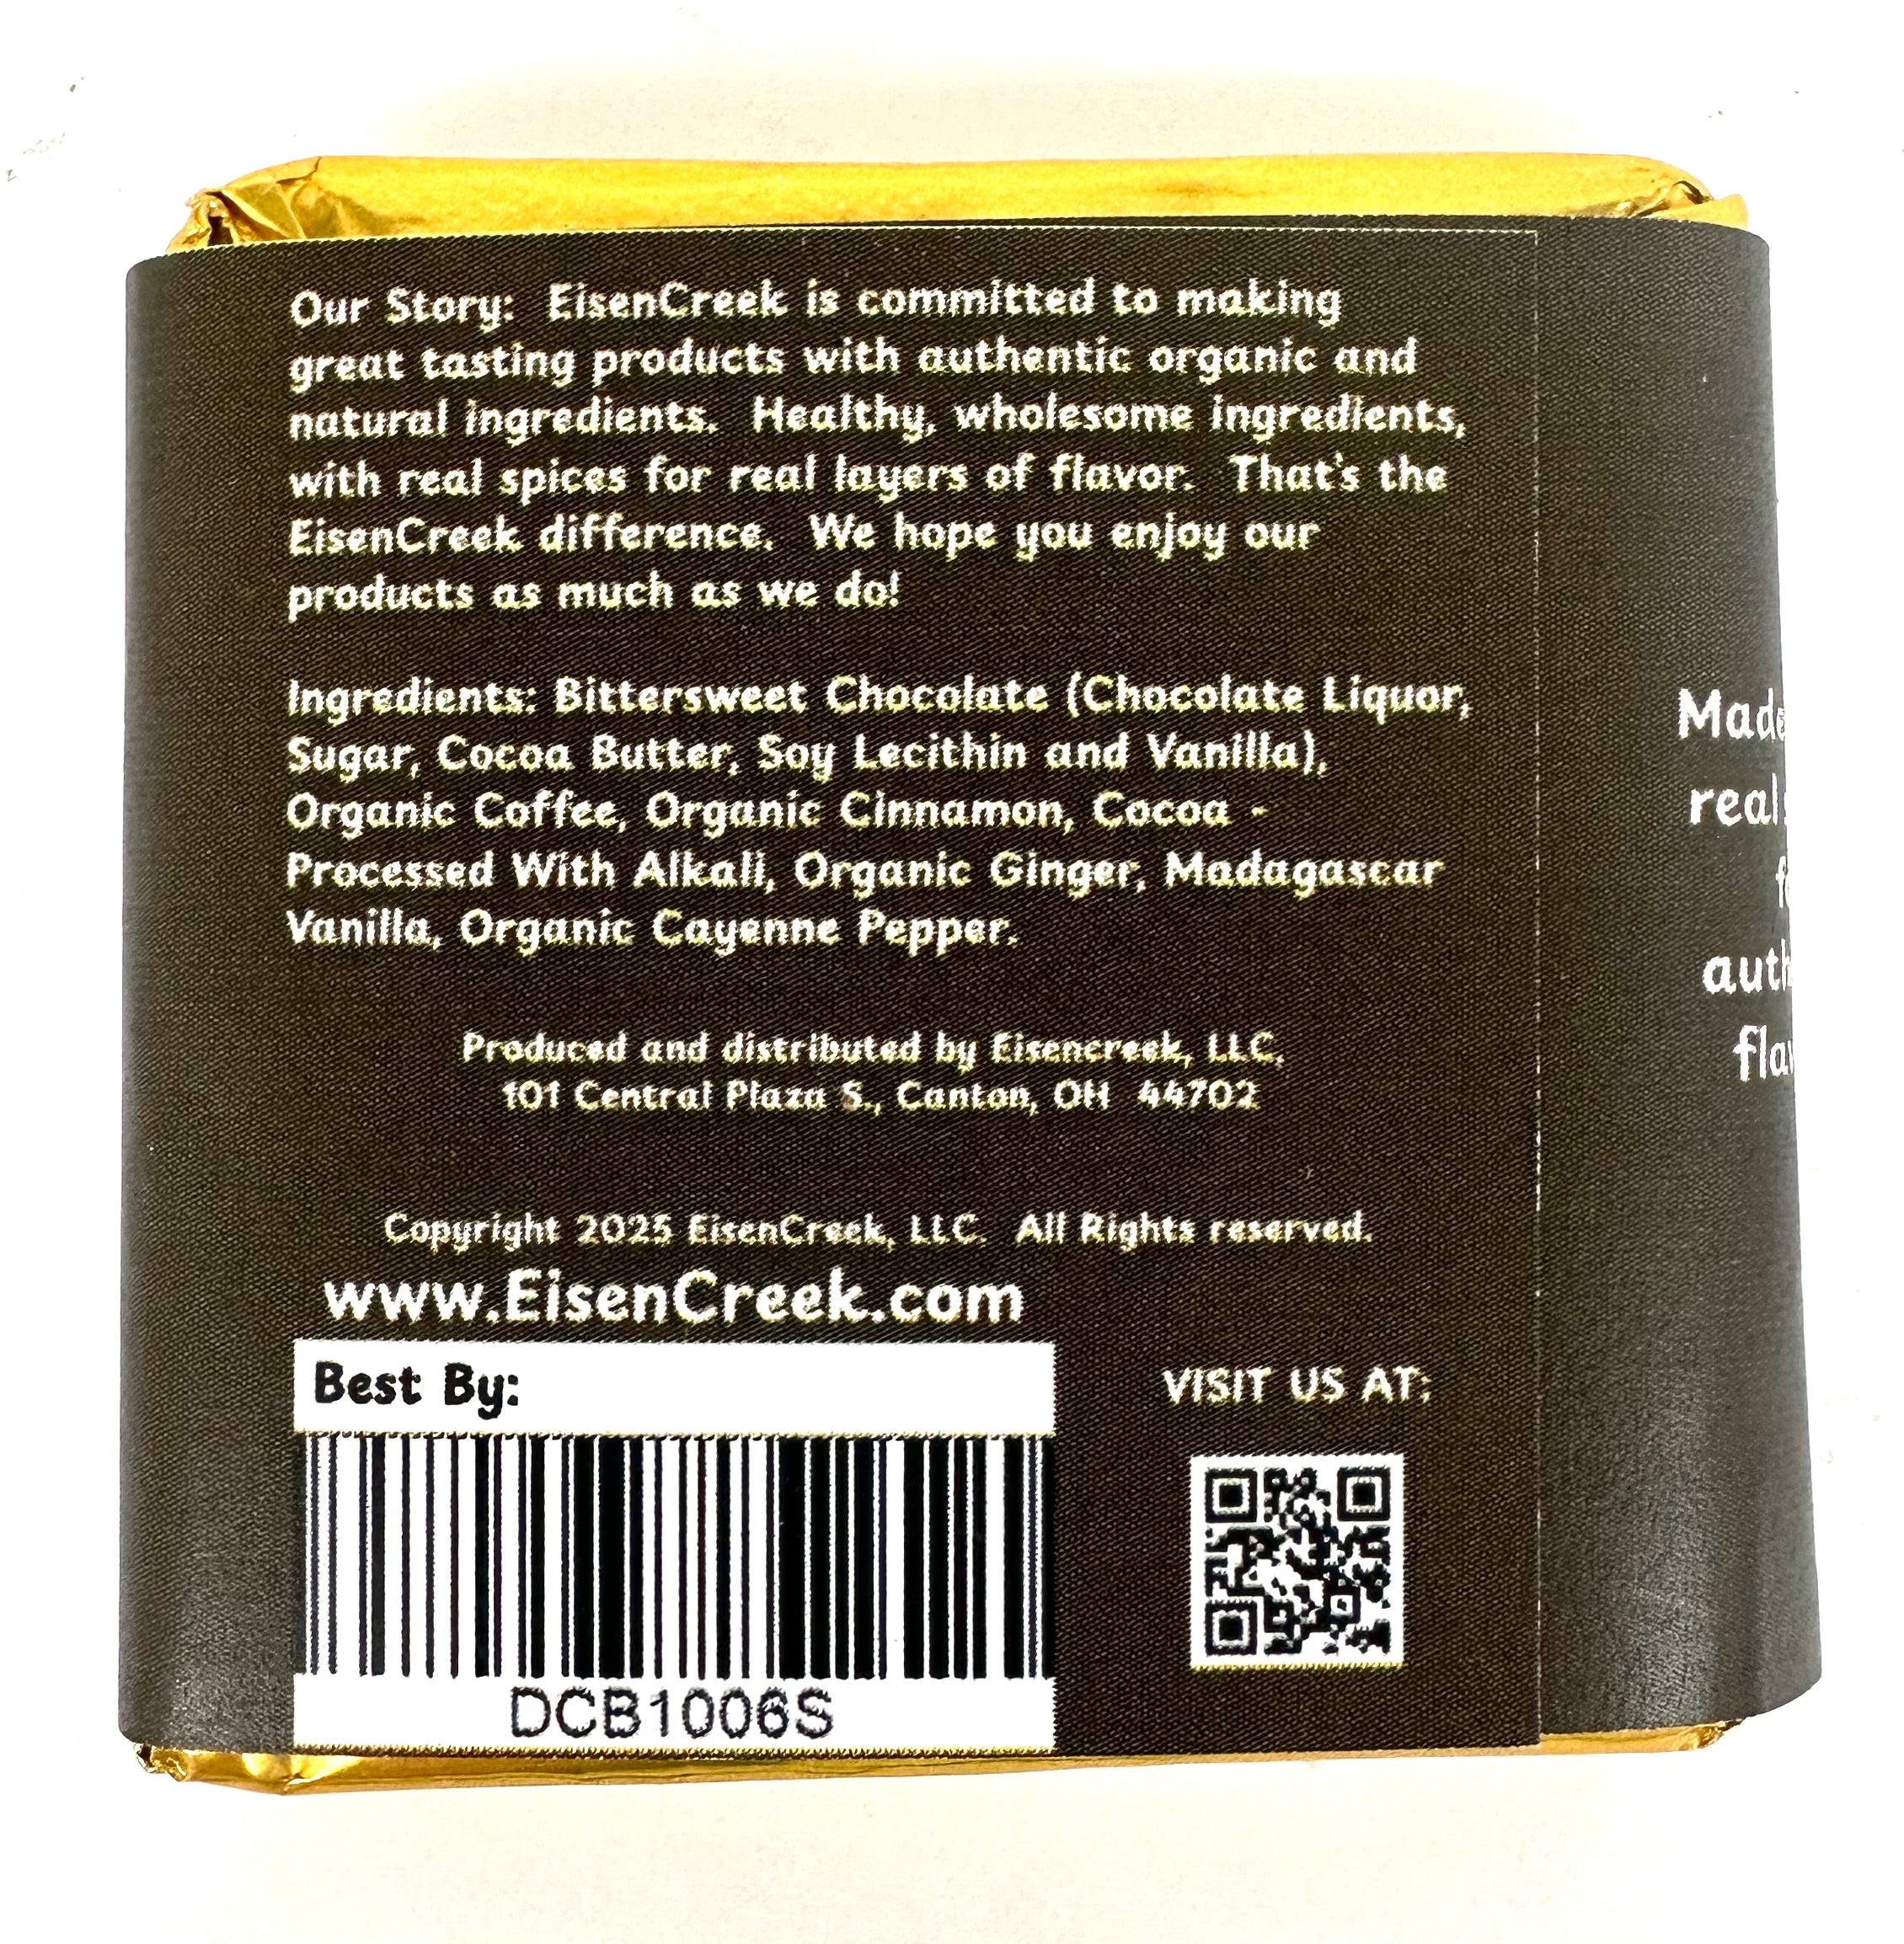 Our Story:  EisenCreek is committed to making
great tasting products with authentic organic and
natural ingredients.  Healthy, wholesome ingredients,
with real spices for real layers of flavor.  That's the
EisenCreek difference.  We hope you enjoy our
products as much as we do!
Ingredients: Bittersweet Chocolate (Chocolate Liquor,
Sugar, Cocoa Butter, Soy Lecithin and Vanilla),
Organic Coffee, Organic Cinnamon, Cocoa -
Processed With Alkali, Organic Ginger, Madagascar
Vanilla, Organic Cayenne Pepper.
Produced and distributed by Eisencreek, LLC,
101 Central Plaza S., Canton, OH  44702
Copyright 2025 EisenCreek, LLC.  All Rights reserved.
www.EisenCreek.com
Best By:
DCB1006S
VISIT US AT:
Made
real